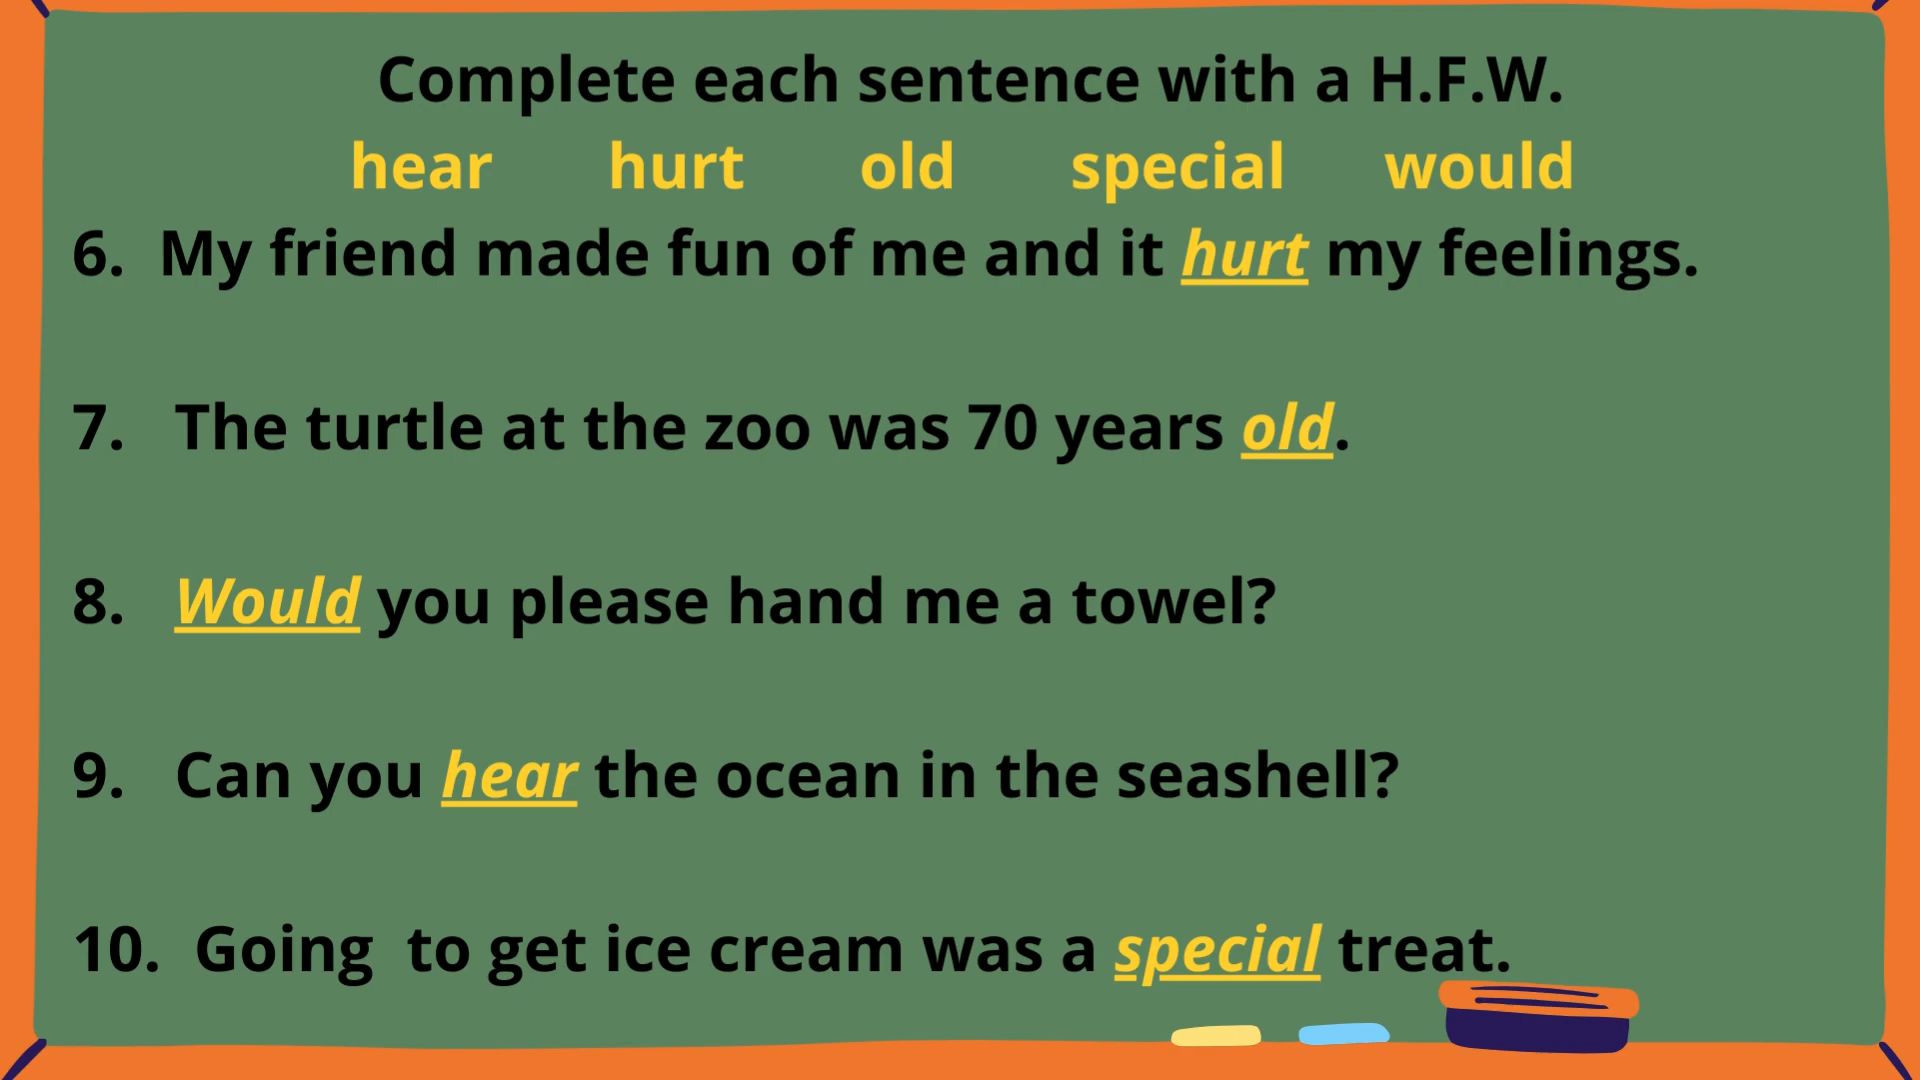 Complete each sentence with a H.F.W.
hear hurt old special would
6. My friend made fun of me and it hurt my feelings.
7. The turtle at the zoo was 70 years old.
8. Would you please hand me a towel?
9. Can you hear the ocean in the seashell?
10. Going to get ice cream was a special treat.